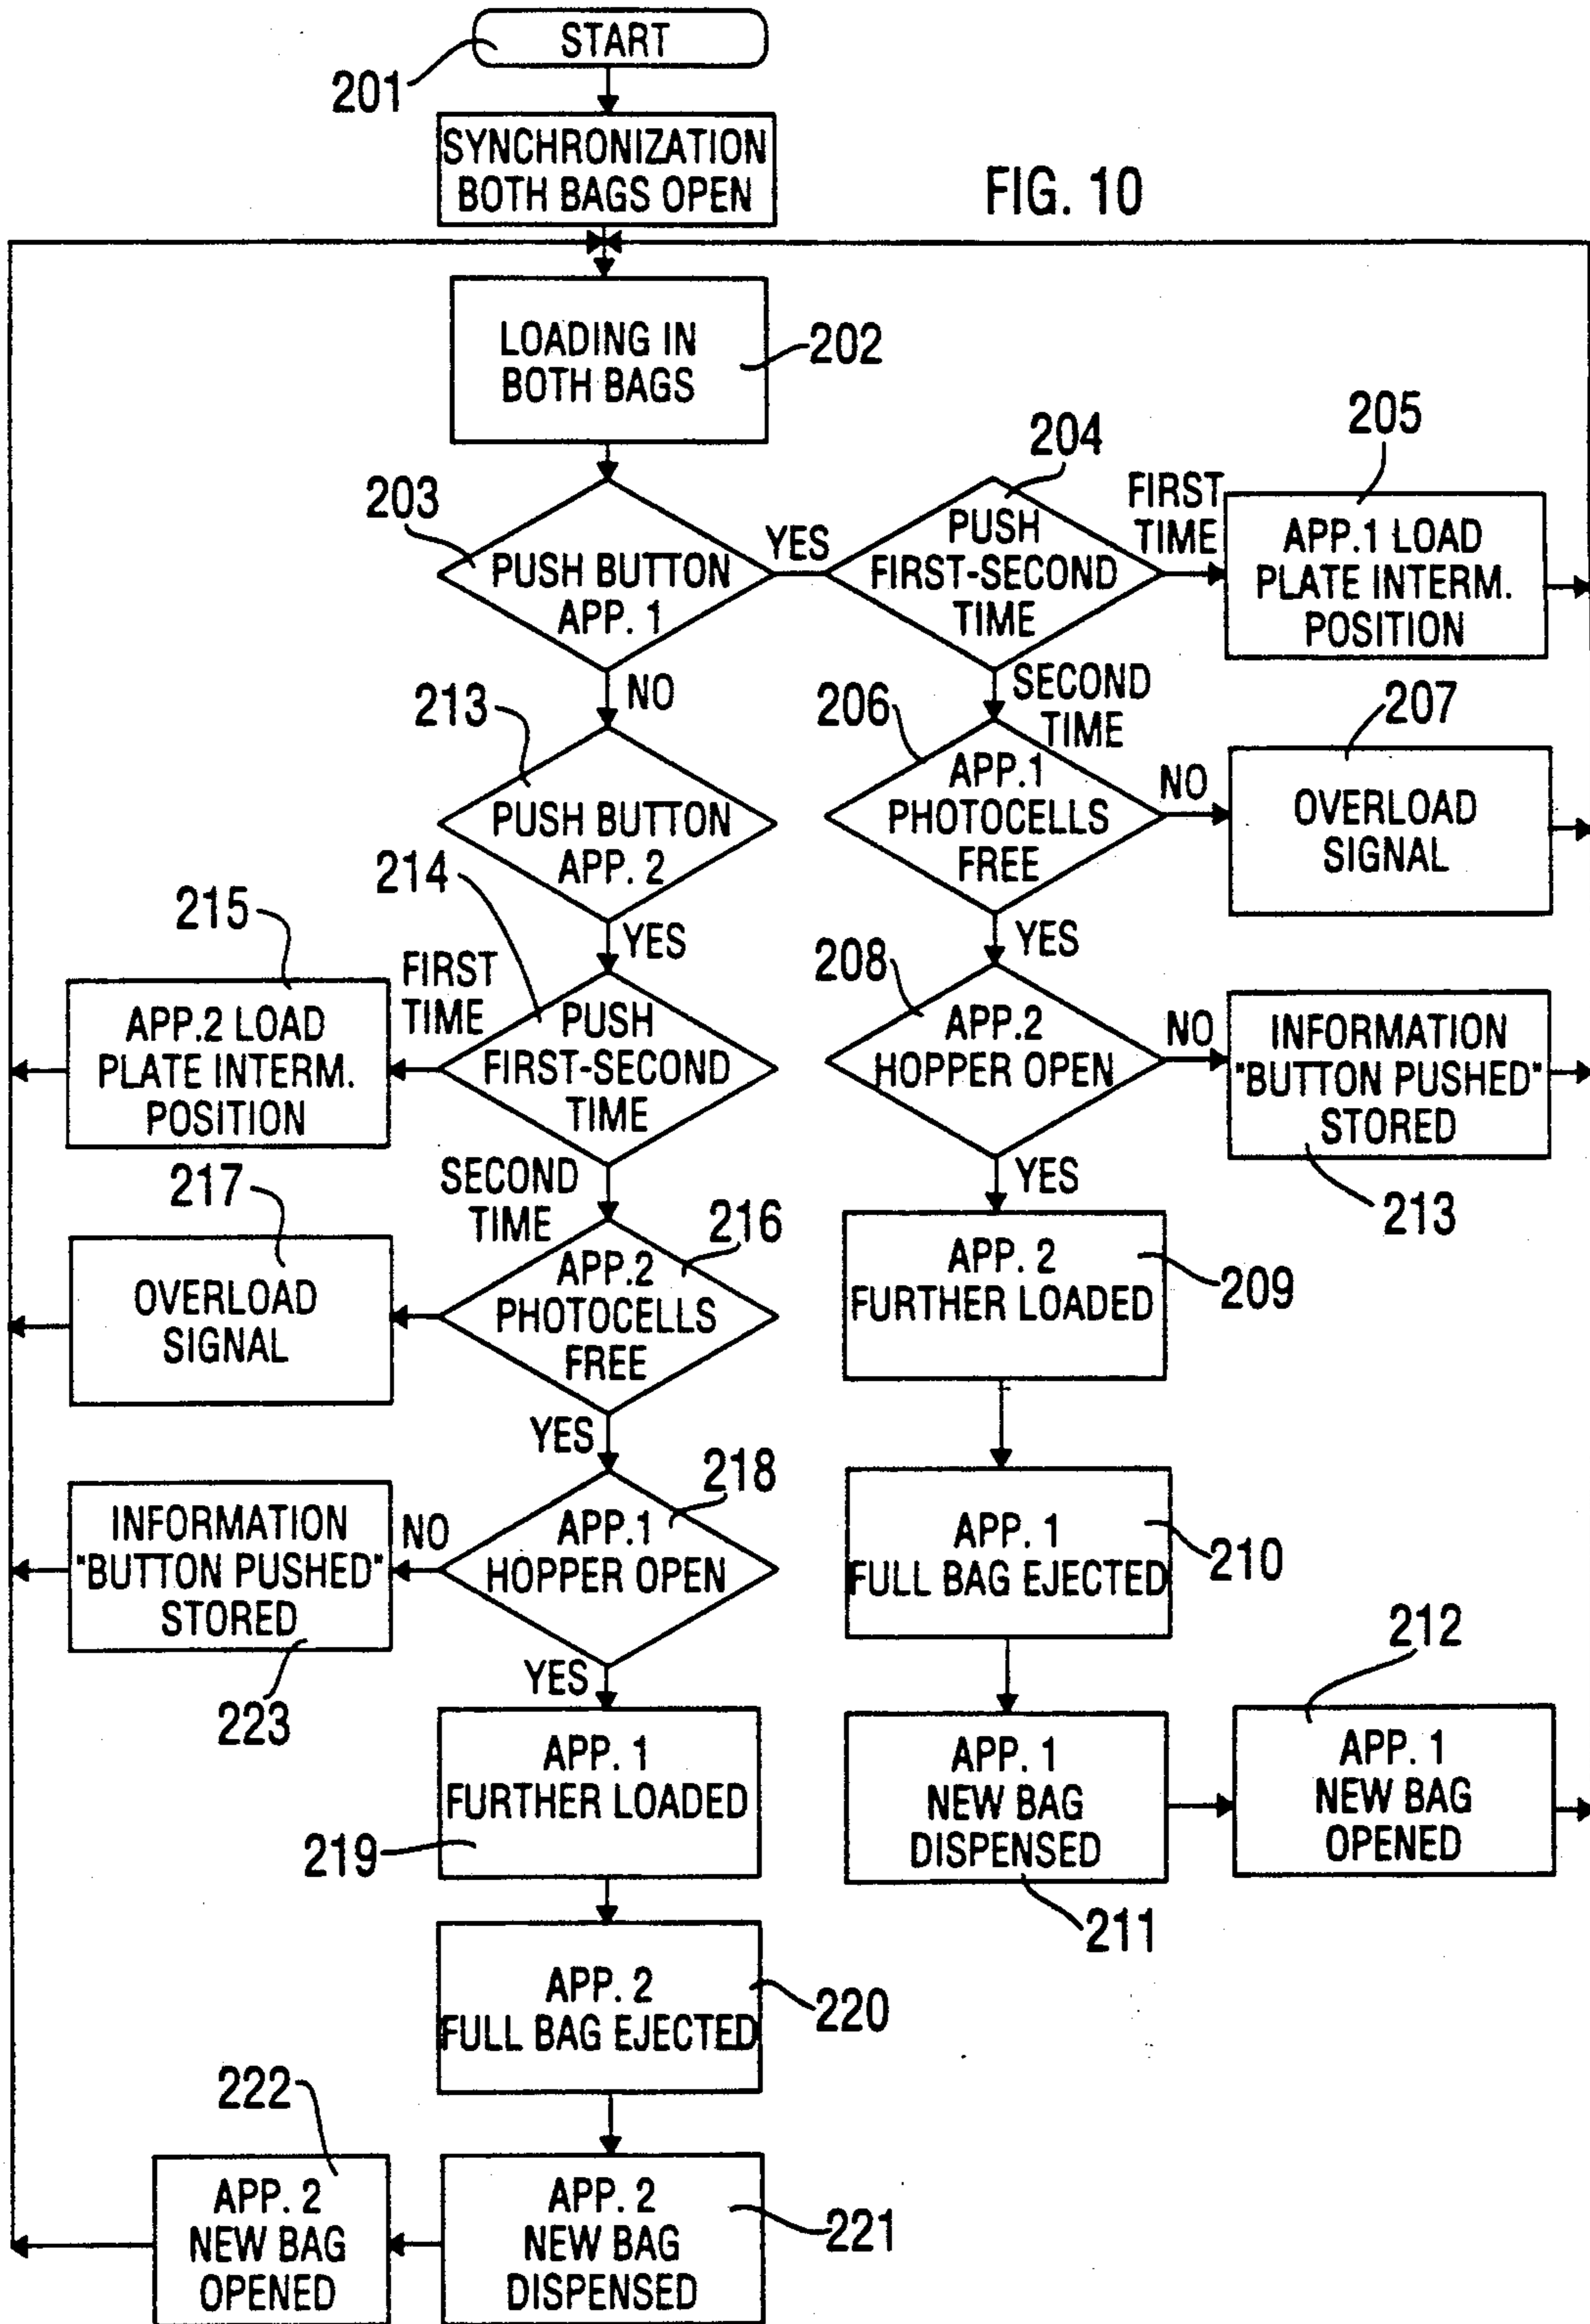 START
201
SYNCHRONIZATION
BOTH BAGS OPEN
FIG. 10
LOADING IN
BOTH BAGS
202
203
PUSH BUTTON
APP. 1
YES
NO
204
PUSH
FIRST-SECOND
TIME
FIRST
TIME
205
APP.1 LOAD
PLATE INTERM.
POSITION
SECOND
TIME
206
APP.1
PHOTOCELLS
FREE
NO
207
OVERLOAD
SIGNAL
YES
208
APP.2
HOPPER OPEN
NO
INFORMATION
"BUTTON PUSHED"
STORED
213
YES
APP. 2
FURTHER LOADED
209
APP. 1
FULL BAG EJECTED
210
APP. 1
NEW BAG
DISPENSED
211
212
APP. 1
NEW BAG
OPENED
213
PUSH BUTTON
APP. 2
YES
214
PUSH
FIRST-SECOND
TIME
FIRST
TIME
215
APP.2 LOAD
PLATE INTERM.
POSITION
SECOND
TIME
216
APP.2
PHOTOCELLS
FREE
217
OVERLOAD
SIGNAL
YES
218
APP.1
HOPPER OPEN
NO
INFORMATION
"BUTTON PUSHED"
STORED
223
YES
APP. 1
FURTHER LOADED
219
APP. 2
FULL BAG EJECTED
220
APP. 2
NEW BAG
DISPENSED
221
222
APP. 2
NEW BAG
OPENED